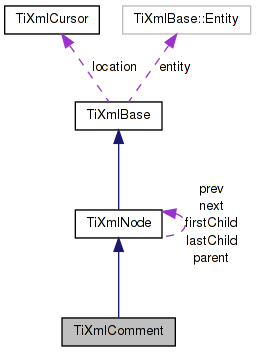 TiXmlCursor
TiXmlBase::Entity
location
entity
TiXmlBase
prev
next
firstChild
lastChild
parent
TiXmlNode
TiXmlComment